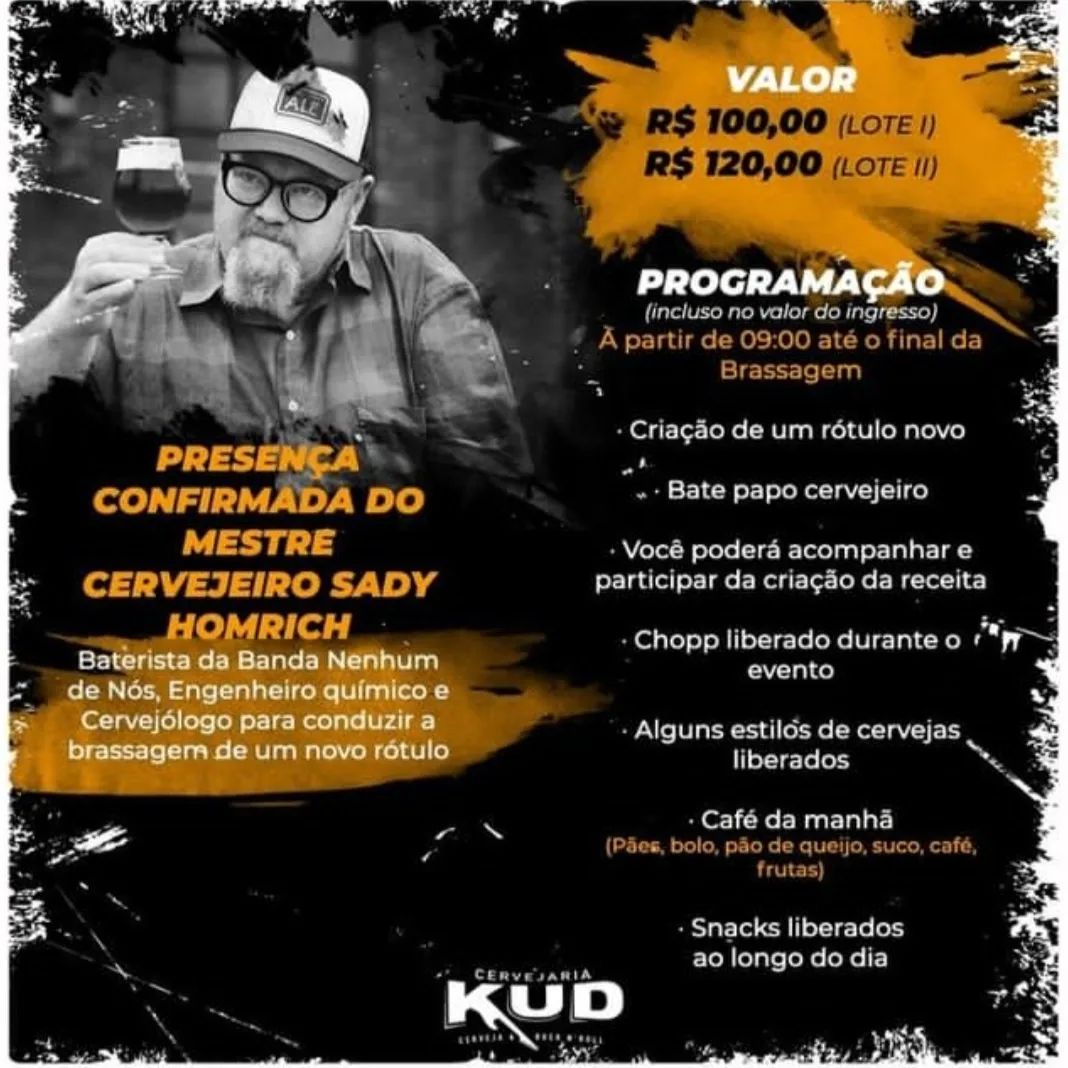 ALE
PRESENÇA
CONFIRMADA DO
MESTRE
CERVEJEIRO SADY
HOMRICH
Baterista da Banda Nenhum
de Nós, Engenheiro químico e
Cervejólogo para conduzir a
brassagem de um novo rótulo
VALOR
R$ 100,00 (LOTE I)
R$ 120,00 (LOTE II)
PROGRAMAÇÃO
(incluso no valor do ingresso)
À partir de 09:00 até o final da
Brassagem
· Criação de um rótulo novo
· Bate papo cervejeiro
· Você poderá acompanhar e
participar da criação da receita
· Chopp liberado durante o
evento
· Alguns estilos de cervejas
liberados
· Café da manhã
(Pães, bolo, pão de queijo, suco, café,
frutas)
· Snacks liberados
ao longo do dia
CERVEJARIA
KUD
CERVEJA & ROCK N'ROLL